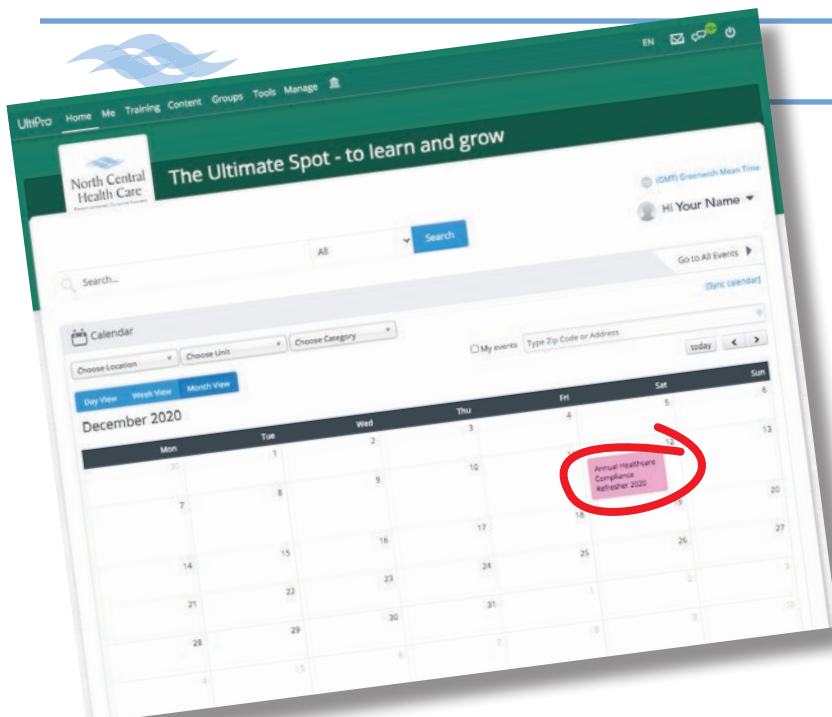 UltiPro Home Me Training Content Groups Tools Manage
EN
North Central
Health Care
The Ultimate Spot - to learn and grow
(GMT) Greenwich Mean Time
Hi Your Name
Search...
All
Search
Go to All Events
Calendar
[Sync calendar]
Choose Location
Choose Unit
Choose Category
My events
Type Zip Code or Address
Day View Week View Month View
today < >
December 2020
Mon Tue Wed Thu Fri Sat Sun
30 1 2 3 4 5 6
7 8 9 10 12 13
Annual Healthcare
Compliance
Refresher 2020
14 15 16 17 18 19 20
21 22 23 24 25 26 27
28 29 30 31 1 2 3
4 5 6 7 8 9 10